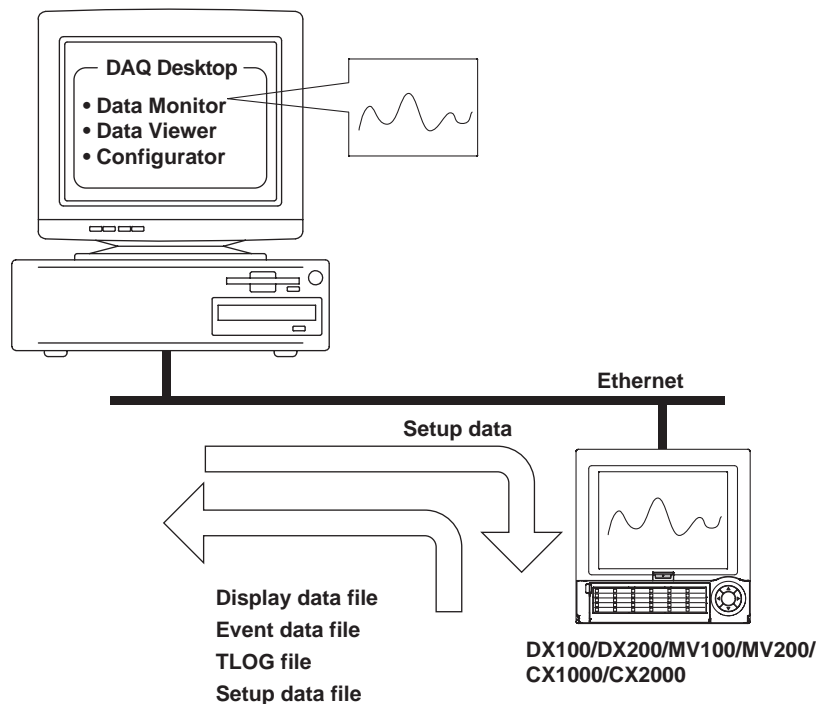 DAQ Desktop
• Data Monitor
• Data Viewer
• Configurator
Ethernet
Setup data
Display data file
Event data file
TLOG file
Setup data file
DX100/DX200/MV100/MV200/
CX1000/CX2000